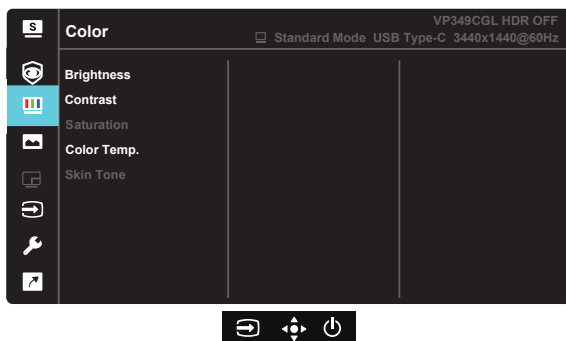 S
Color
VP349CGL HDR OFF
Standard Mode USB Type-C 3440x1440@60Hz
Brightness
Contrast
Saturation
Color Temp.
Skin Tone